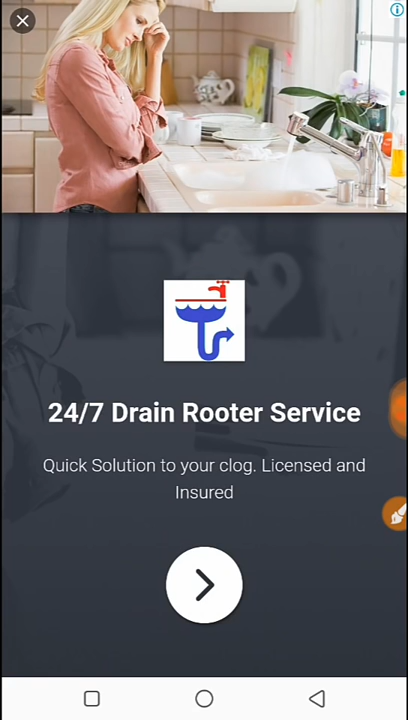 24/7 Drain Rooter Service
Quick Solution to your clog. Licensed and
Insured